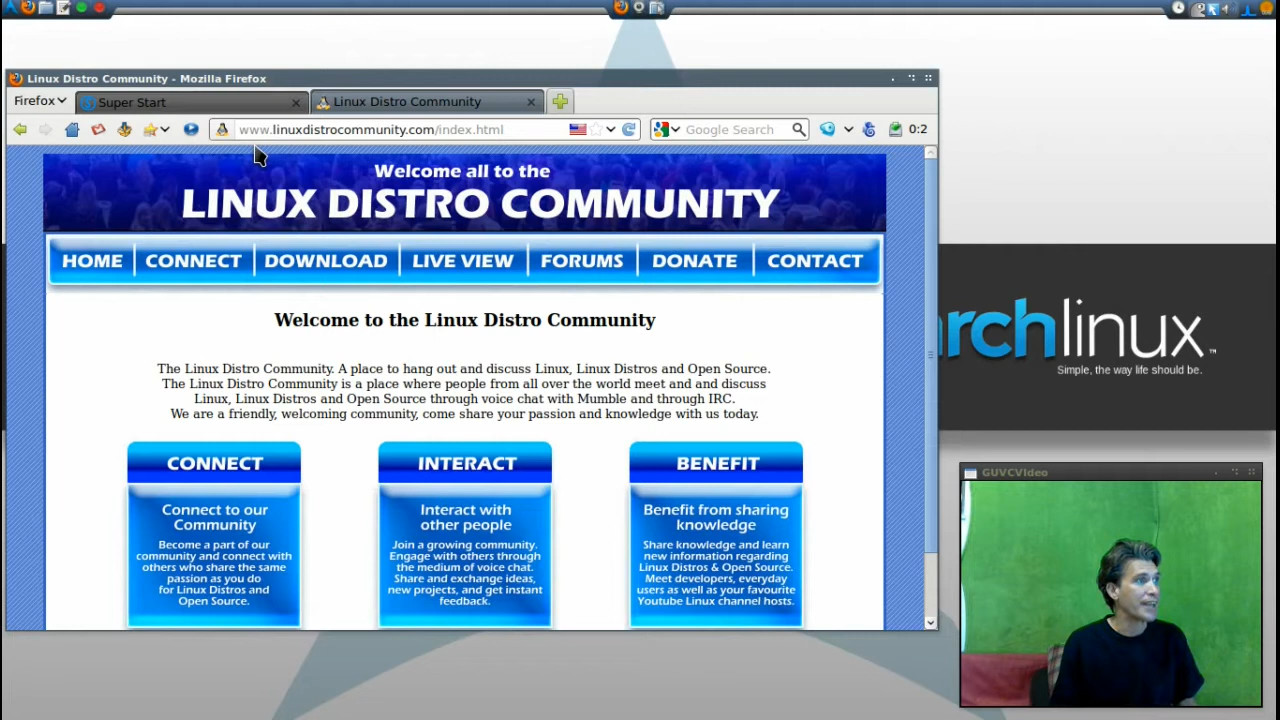 Linux Distro Community - Mozilla Firefox
Firefox
Super Start
Linux Distro Community
www.linuxdistrocommunity.com/index.html
Google Search
0:2
Welcome all to the
LINUX DISTRO COMMUNITY
HOME CONNECT DOWNLOAD LIVE VIEW FORUMS DONATE CONTACT
Welcome to the Linux Distro Community
The Linux Distro Community. A place to hang out and discuss Linux, Linux Distros and Open Source.
The Linux Distro Community is a place where people from all over the world meet and and discuss
Linux, Linux Distros and Open Source through voice chat with Mumble and through IRC.
We are a friendly, welcoming community, come share your passion and knowledge with us today.
CONNECT
Connect to our
Community
Become a part of our
community and connect with
others who share the same
passion as you do
for Linux Distros and
Open Source.
INTERACT
Interact with
other people
Join a growing community.
Engage with others through
the medium of voice chat.
Share and exchange ideas,
new projects, and get instant
feedback.
BENEFIT
Benefit from sharing
knowledge
Share knowledge and learn
new information regarding
Linux Distros & Open Source.
Meet developers, everyday
users as well as your favourite
Youtube Linux channel hosts.
archlinux™
Simple, the way life should be.
GUVCVIdeo